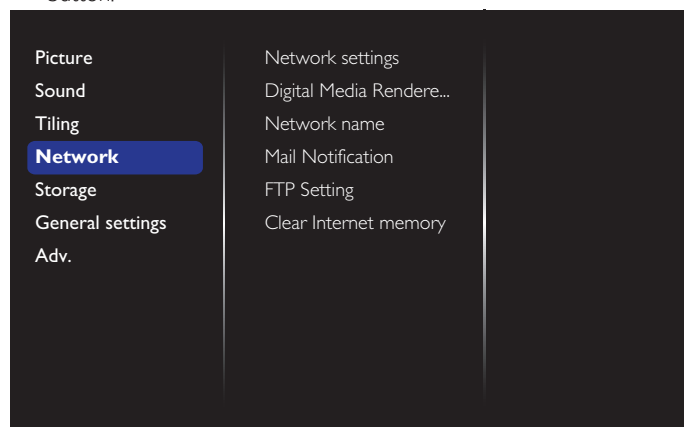 button.
Picture
Sound
Tiling
Network
Storage
General settings
Adv.
Network settings
Digital Media Rendere...
Network name
Mail Notification
FTP Setting
Clear Internet memory